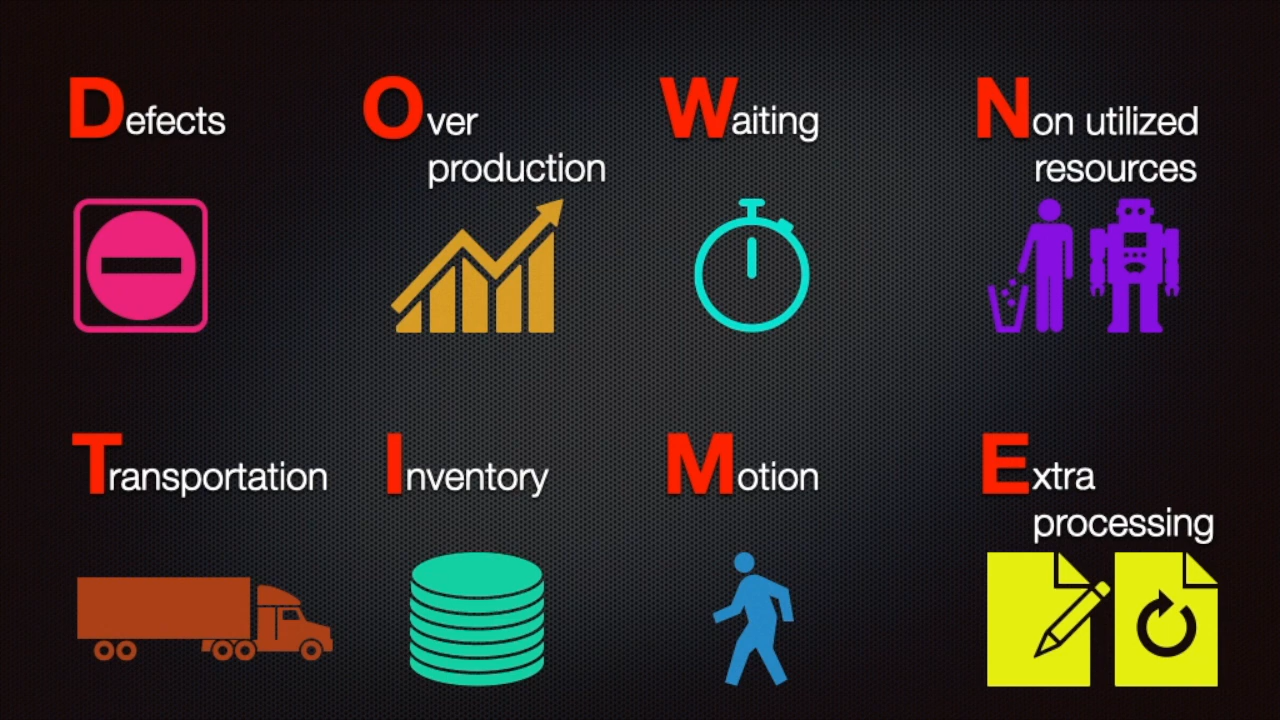 Defects
Over
production
Waiting
Non utilized
resources
Transportation
Inventory
Motion
Extra
processing